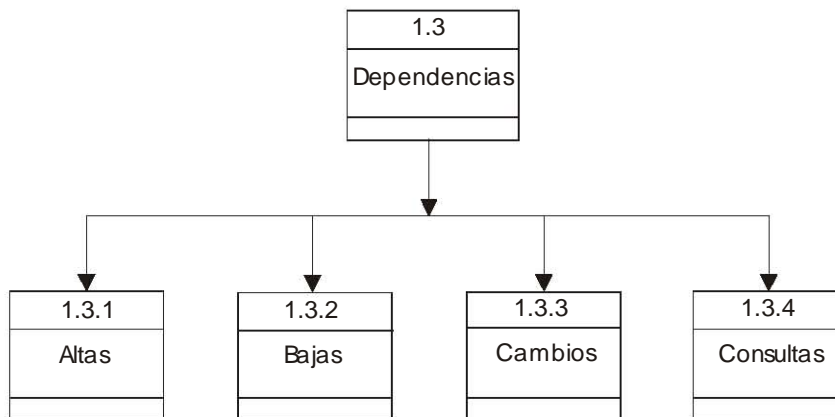 1.3
Dependencias
1.3.1
1.3.2
1.3.3
1.3.4
Altas
Bajas
Cambios
Consultas